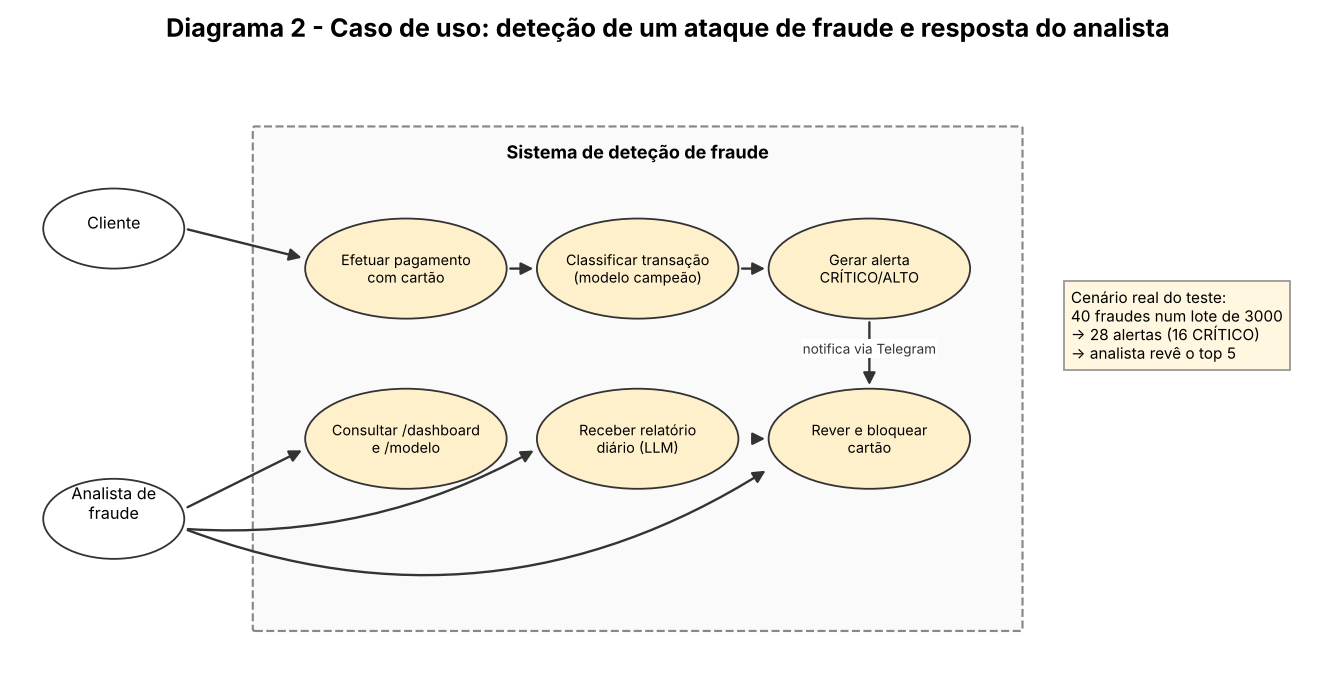 Diagrama 2 - Caso de uso: deteção de um ataque de fraude e resposta do analista
Sistema de deteção de fraude
Cliente
Efetuar pagamento
com cartão
Classificar transação
(modelo campeão)
Gerar alerta
CRÍTICO/ALTO
Cenário real do teste:
40 fraudes num lote de 3000
→ 28 alertas (16 CRÍTICO)
→ analista revê o top 5
notifica via Telegram
Consultar /dashboard
e /modelo
Receber relatório
diário (LLM)
Rever e bloquear
cartão
Analista de
fraude